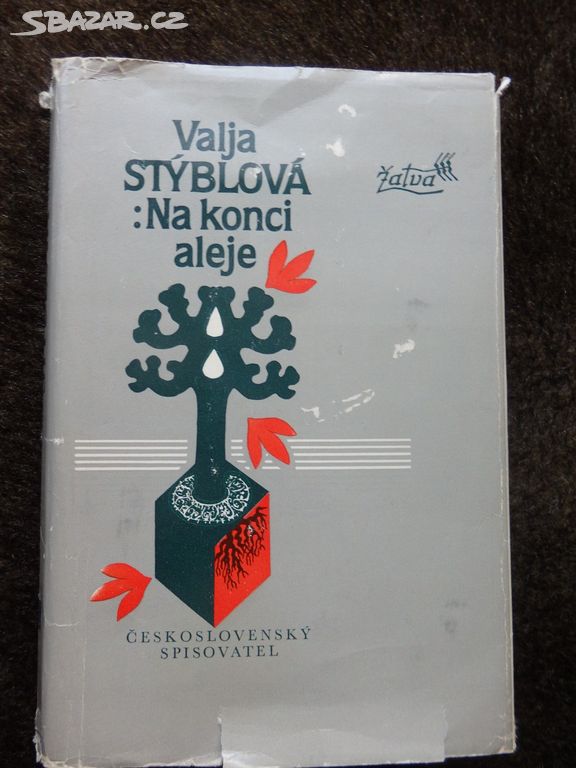 SBAZAR.CZ
Valja
STÝBLOVÁ
:Na konci
aleje
žatva
ČESKOSLOVENSKÝ
SPISOVATEL